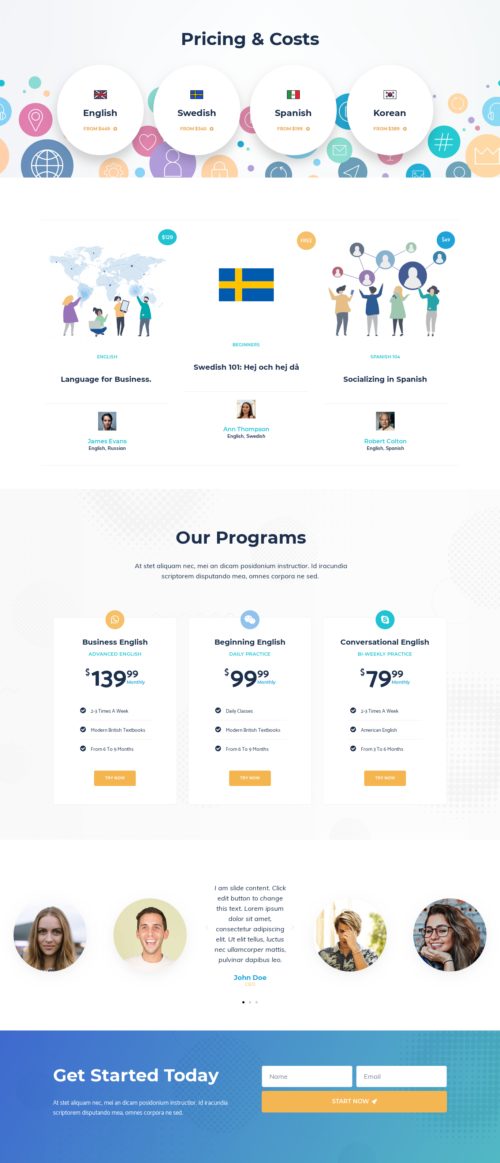 Pricing & Costs
English
Swedish
Spanish
Korean
FROM $449
FROM $340
FROM $199
FROM $389
$129
FREE
$49
ENGLISH
Language for Business.
James Evans
English, Russian
BEGINNERS
Swedish 101: Hej och hej då
Ann Thompson
English, Swedish
SPANISH 104
Socializing in Spanish
Robert Colton
English, Spanish
Our Programs
At stet aliquam nec, mei an dicam posidonium instructior. Id iracundia
scriptorem disputando mea, omnes corpora ne sed.
Business English
ADVANCED ENGLISH
$139.99
Monthly
2-3 Times A Week
Modern British Textbooks
From 6 To 9 Months
TRY NOW
Beginning English
DAILY PRACTICE
$99.99
Monthly
Daily Classes
Modern British Textbooks
From 6 To 9 Months
TRY NOW
Conversational English
BI-WEEKLY PRACTICE
$79.99
Monthly
2-3 Times A Week
American English
From 3 To 6 Months
TRY NOW
I am slide content. Click
edit button to change
this text. Lorem ipsum
dolor sit amet,
consectetur adipiscing
elit. Ut elit tellus, luctus
nec ullamcorper mattis,
pulvinar dapibus leo.
John Doe
CEO
Get Started Today
At stet aliquam nec, mei an dicam posidonium instructior. Id iracundia
scriptorem disputando mea, omnes corpora ne sed.
Name
Email
START NOW